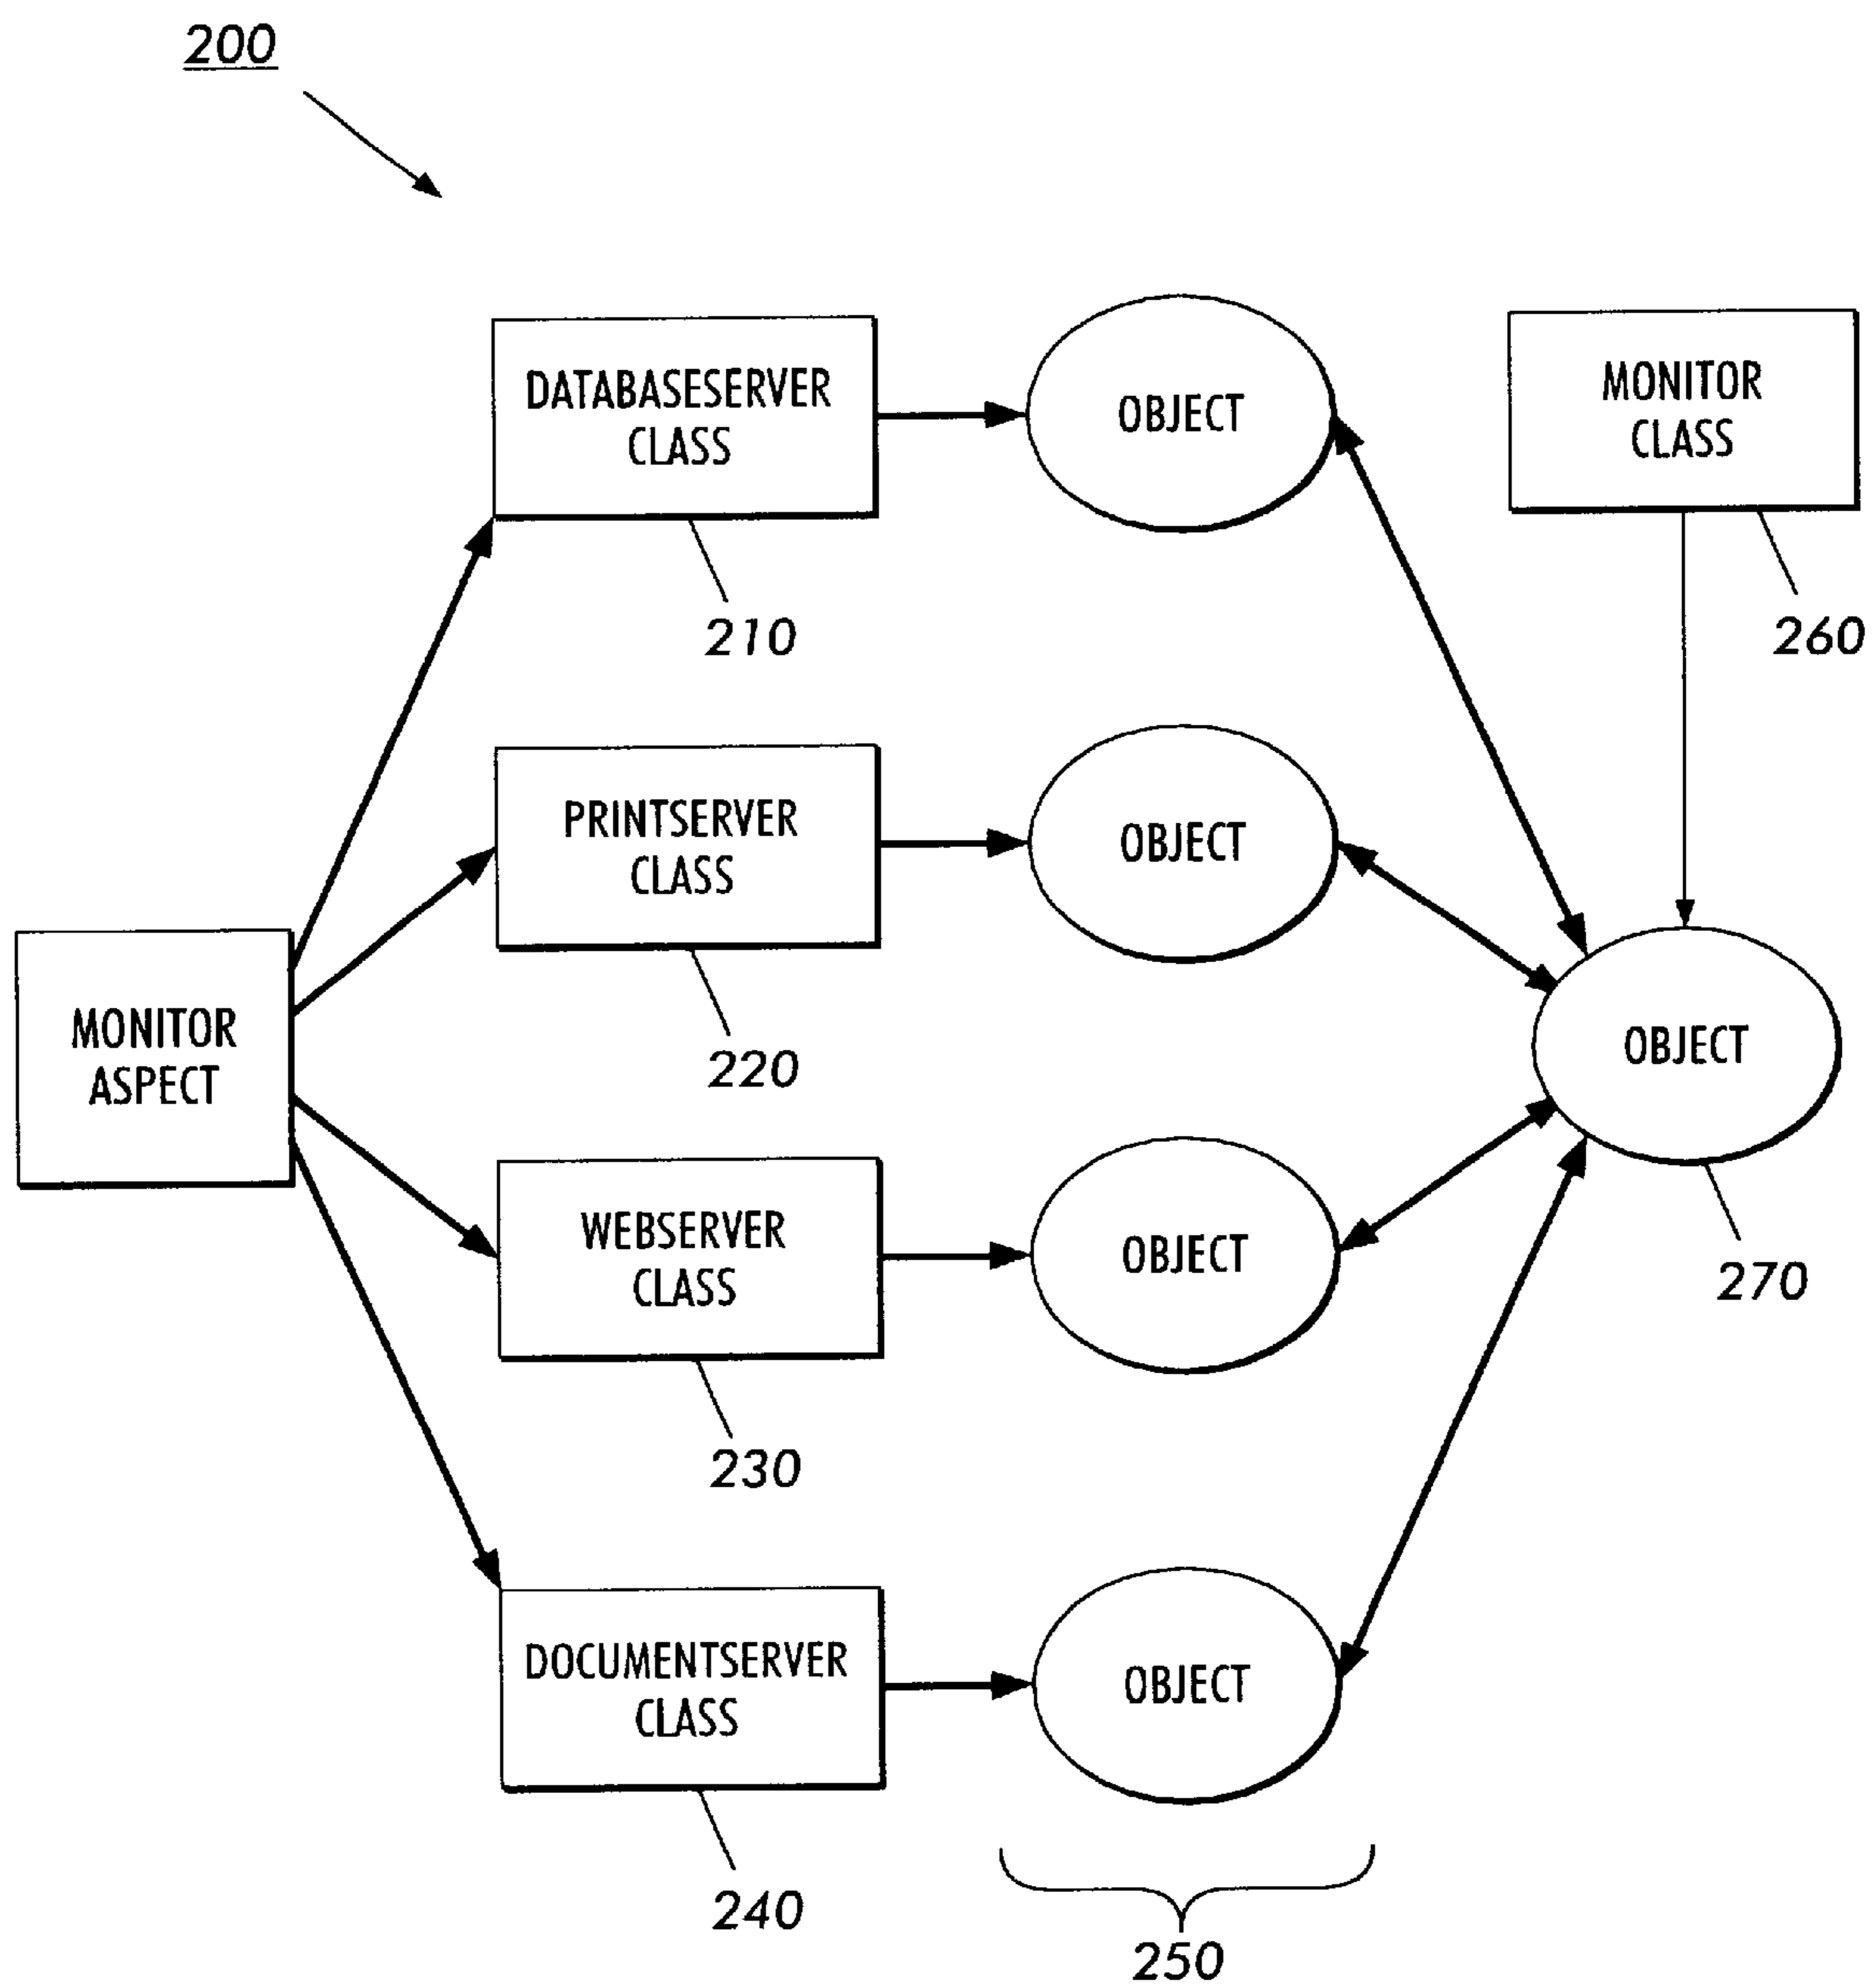 200
DATABASESERVER
CLASS
OBJECT
MONITOR
CLASS
210
260
PRINTSERVER
CLASS
OBJECT
220
MONITOR
ASPECT
OBJECT
270
WEBSERVER
CLASS
OBJECT
230
DOCUMENTSERVER
CLASS
OBJECT
240
250